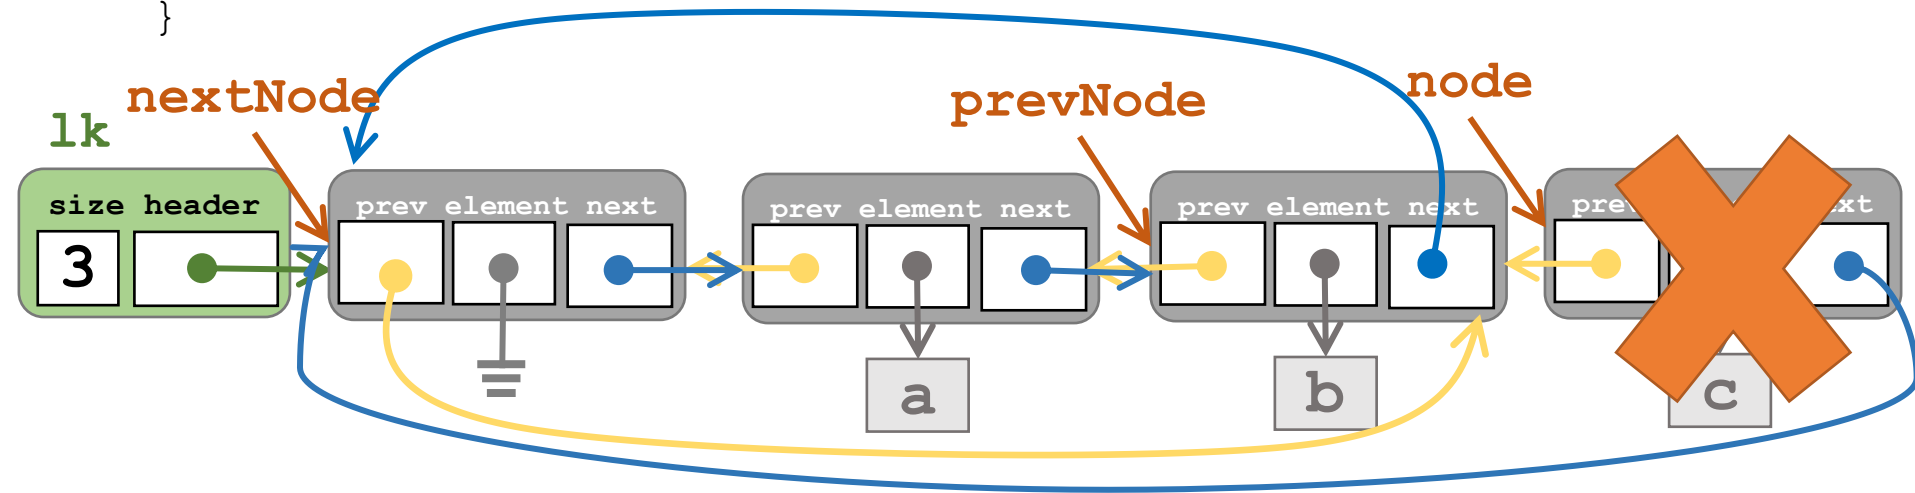 }
nextNode
prevNode
node
lk
size header
prev element next
prev element next
prev element next
3
a
b
c